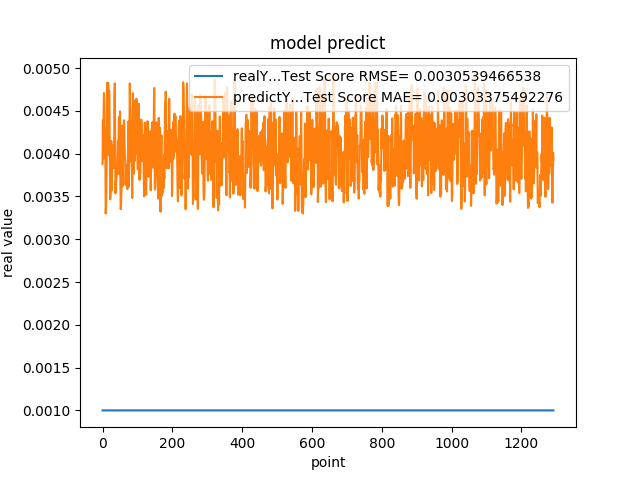 model predict
realY...Test Score RMSE= 0.0030539466538
predictY...Test Score MAE= 0.00303375492276
0.0050
0.0045
0.0040
0.0035
0.0030
0.0025
0.0020
0.0015
0.0010
real value
0 200 400 600 800 1000 1200
point